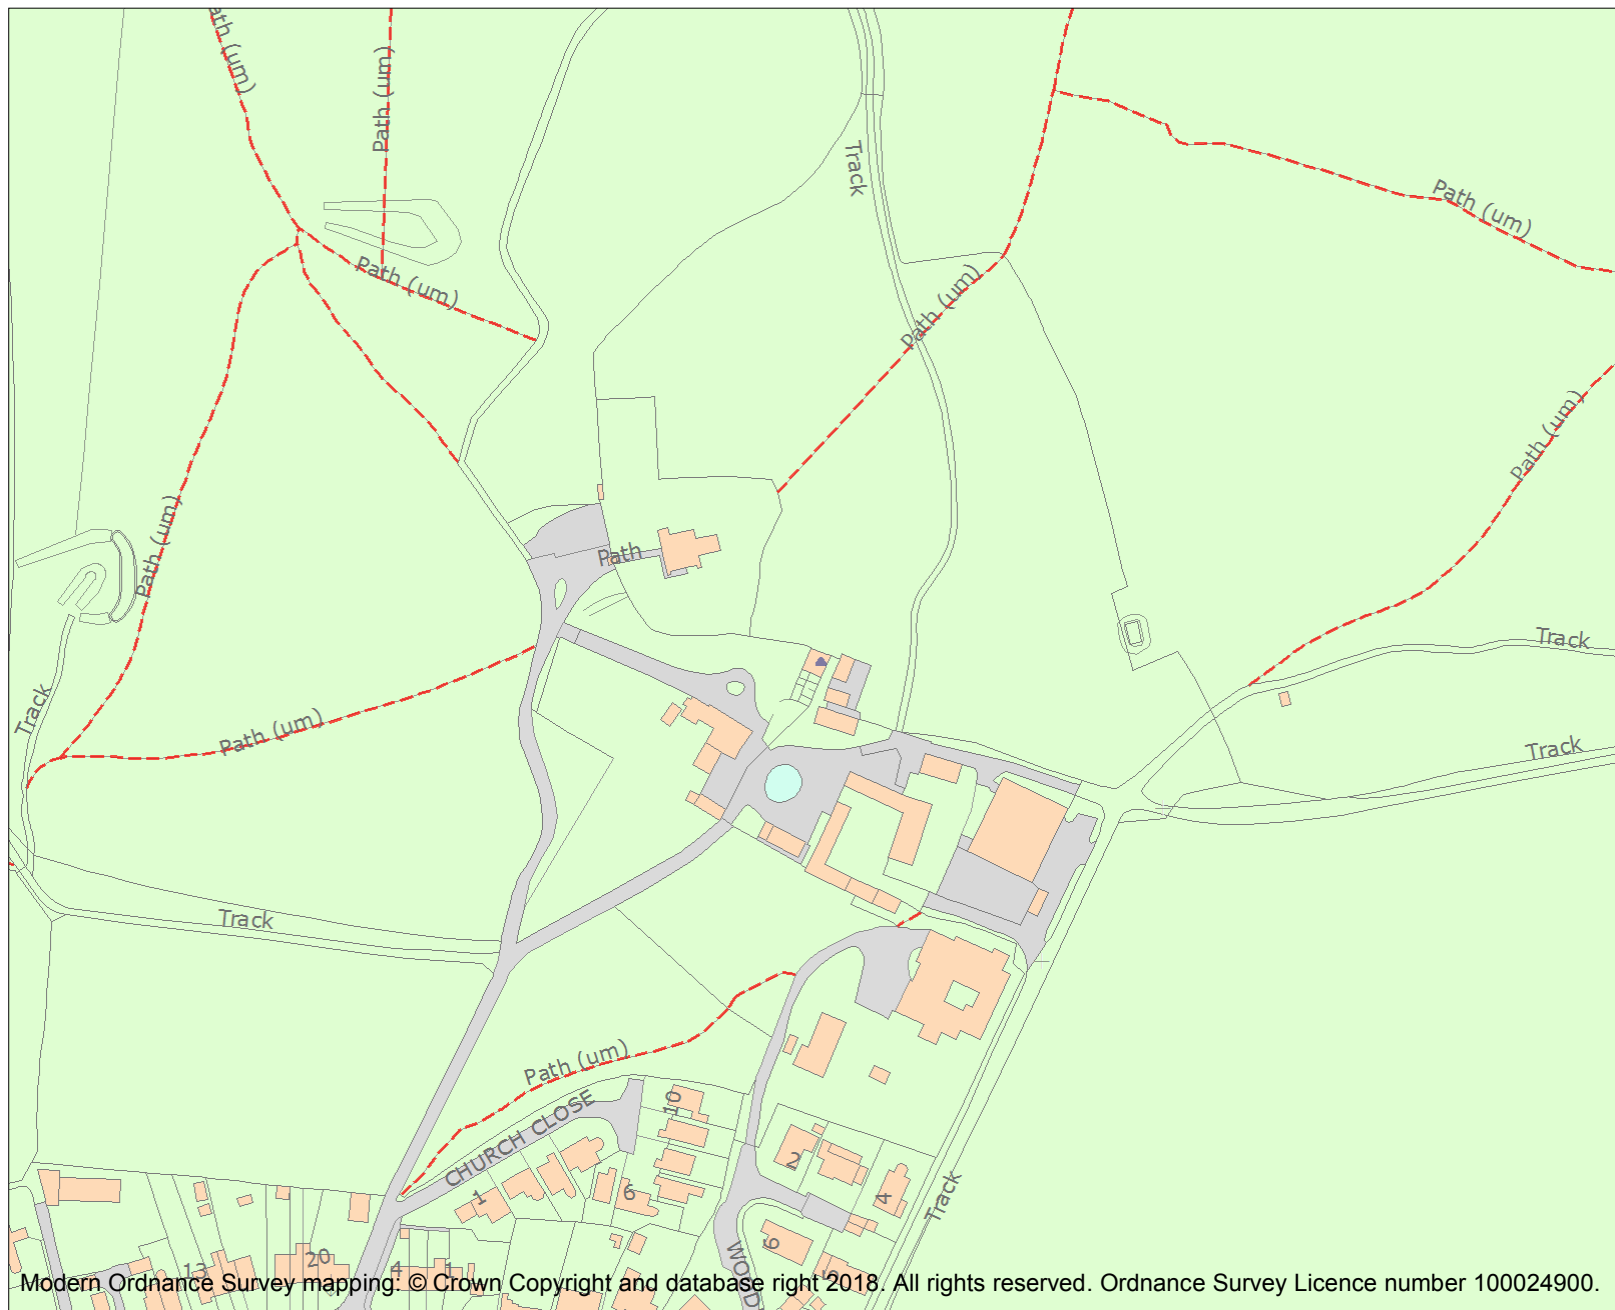 Path (um)
Path (um)
Track
Path (um)
Path (um)
Path (um)
Path (um)
Path (um)
Path
Track
Track
Path (um)
Track
Track
Path (um)
CHURCH CLOSE
10
1
6
2
4
Track
6
5
13
20
4
1
WOOD
Modern Ordnance Survey mapping: © Crown Copyright and database right 2018. All rights reserved. Ordnance Survey Licence number 100024900.